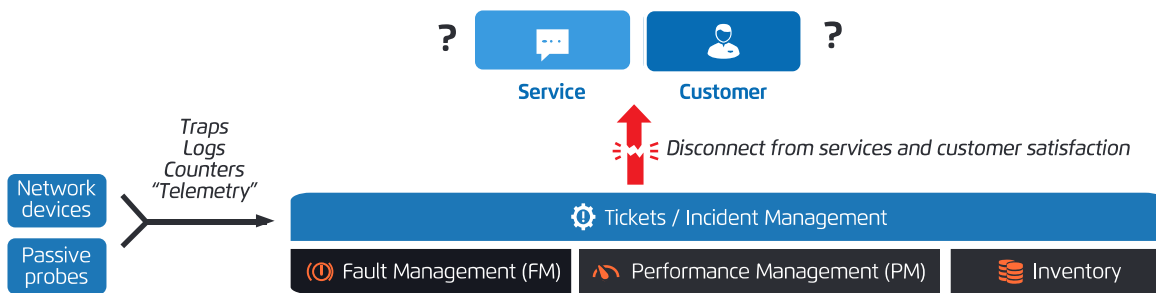 ? ?
Service Customer
Traps
Logs
Counters
“Telemetry”
Disconnect from services and customer satisfaction
Network
devices
Passive
probes
Tickets / Incident Management
Fault Management (FM) Performance Management (PM) Inventory